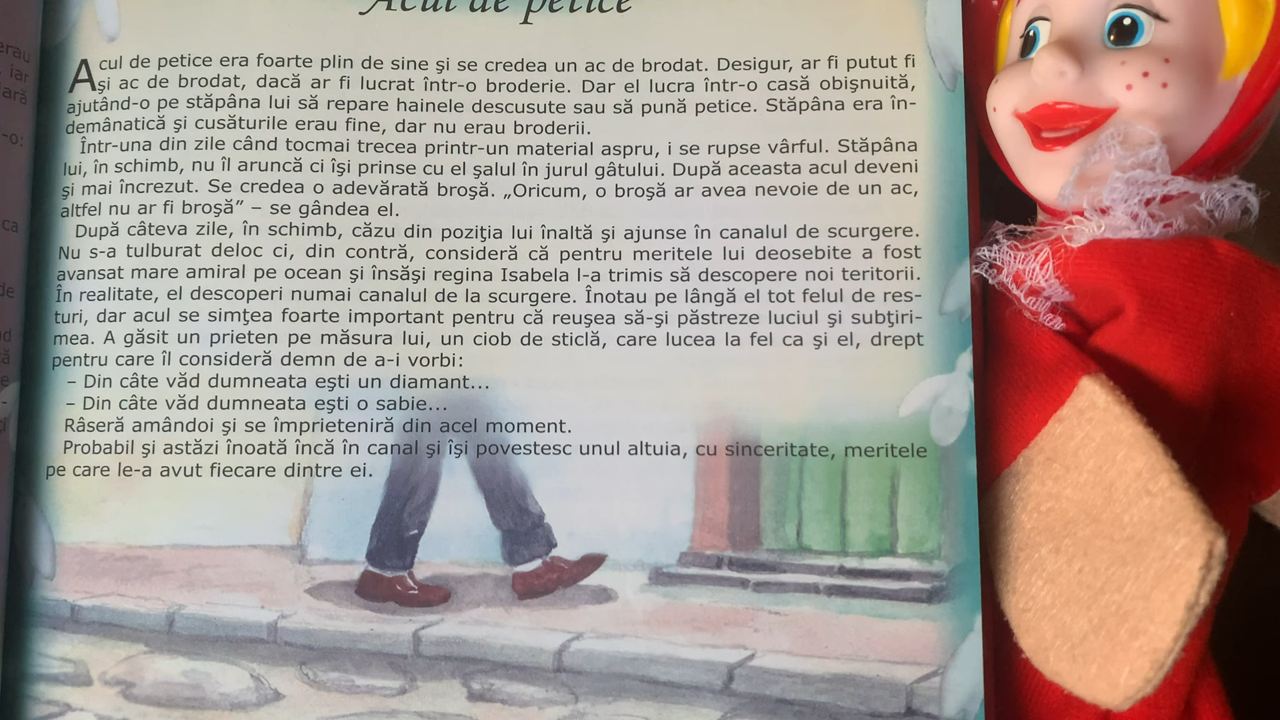 Acul de petice
Acul de petice era foarte plin de sine şi se credea un ac de brodat. Desigur, ar fi putut fi
şi ac de brodat, dacă ar fi lucrat într-o broderie. Dar el lucra într-o casă obişnuită,
ajutând-o pe stăpâna lui să repare hainele descusute sau să pună petice. Stăpâna era în-
demânatică şi cusăturile erau fine, dar nu erau broderii.
Într-una din zile când tocmai trecea printr-un material aspru, i se rupse vârful. Stăpâna
lui, în schimb, nu îl aruncă ci îşi prinse cu el şalul în jurul gâtului. După aceasta acul deveni
şi mai încrezut. Se credea o adevărată broşă. „Oricum, o broşă ar avea nevoie de un ac,
altfel nu ar fi broşă” – se gândea el.
După câteva zile, în schimb, căzu din poziţia lui înaltă şi ajunse în canalul de scurgere.
Nu s-a tulburat deloc ci, din contră, consideră că pentru meritele lui deosebite a fost
avansat mare amiral pe ocean şi însăşi regina Isabela l-a trimis să descopere noi teritorii.
În realitate, el descoperi numai canalul de la scurgere. Înotau pe lângă el tot felul de res-
turi, dar acul se simţea foarte important pentru că reuşea să-şi păstreze luciul şi subţiri-
mea. A găsit un prieten pe măsura lui, un ciob de sticlă, care lucea la fel ca şi el, drept
pentru care îl consideră demn de a-i vorbi:
– Din câte văd dumneata eşti un diamant...
– Din câte văd dumneata eşti o sabie...
Râseră amândoi şi se împrieteniră din acel moment.
Probabil şi astăzi înoată încă în canal şi îşi povestesc unul altuia, cu sinceritate, meritele
pe care le-a avut fiecare dintre ei.